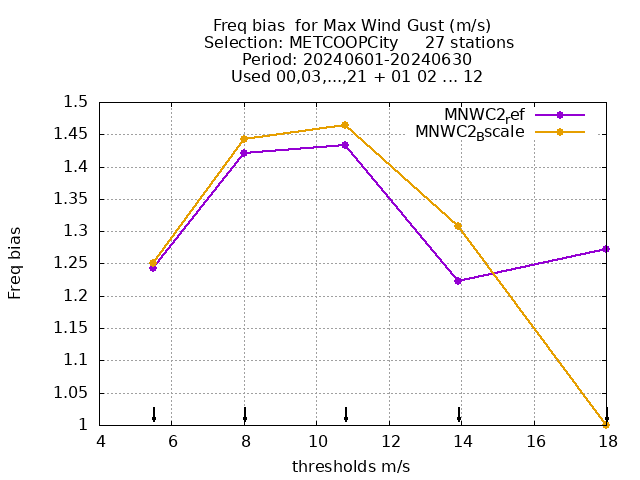 Freq bias  for Max Wind Gust (m/s)
Selection: METCOOPCity     27 stations
Period: 20240601-20240630
Used 00,03,...,21 + 01 02 ... 12
MNWC2ref
MNWC2Bscale
1.5
1.45
1.4
1.35
1.3
1.25
1.2
1.15
1.1
1.05
1
Freq bias
4 6 8 10 12 14 16 18
thresholds m/s